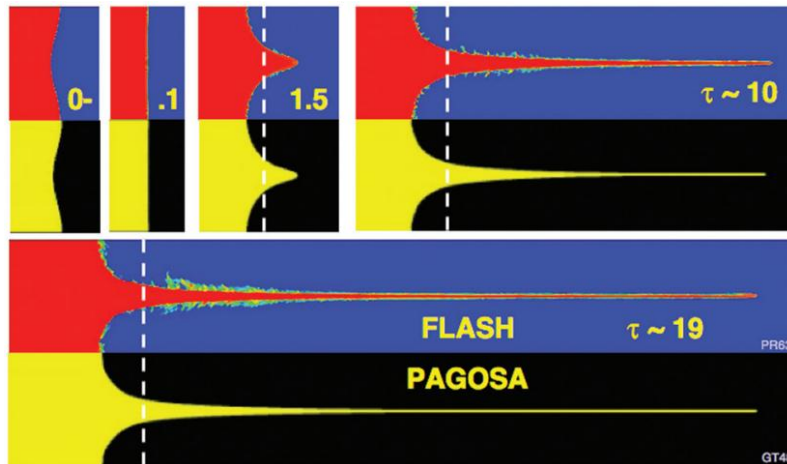 0-
.1
1.5
τ ~ 10
FLASH
τ ~ 19
PAGOSA